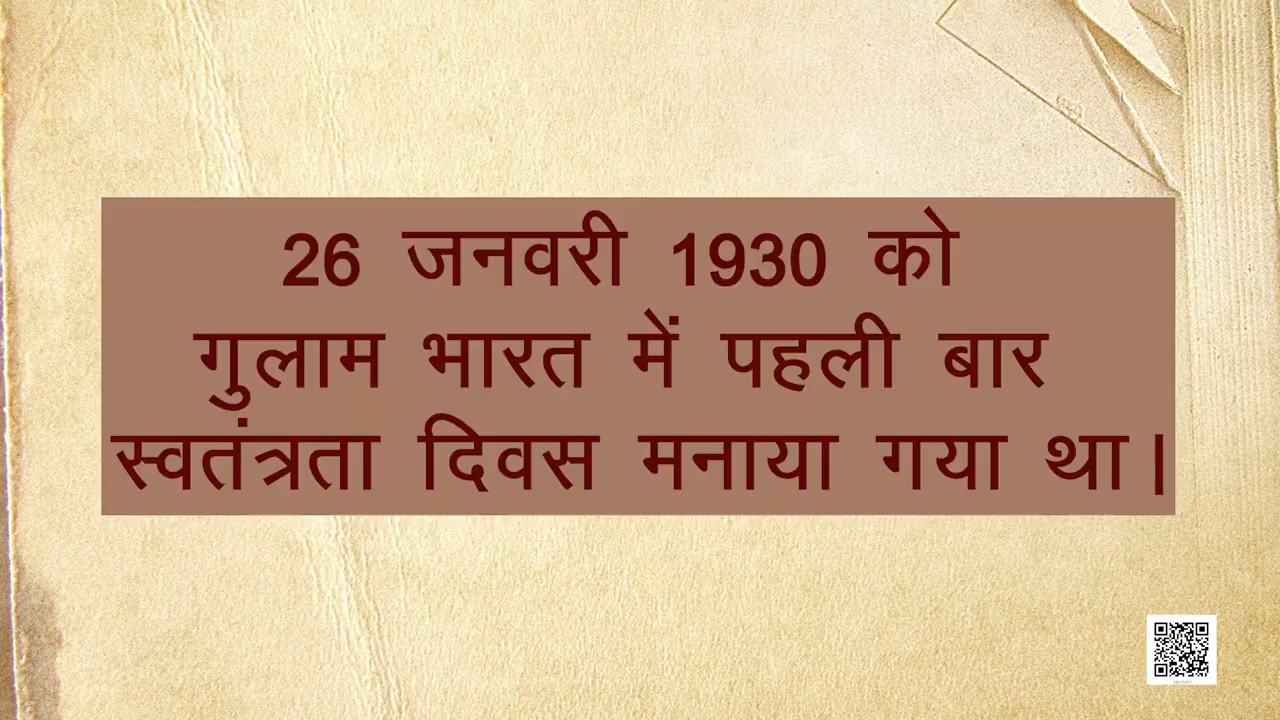 26 जनवरी 1930 को
गुलाम भारत में पहली बार
स्वतंत्रता दिवस मनाया गया था।